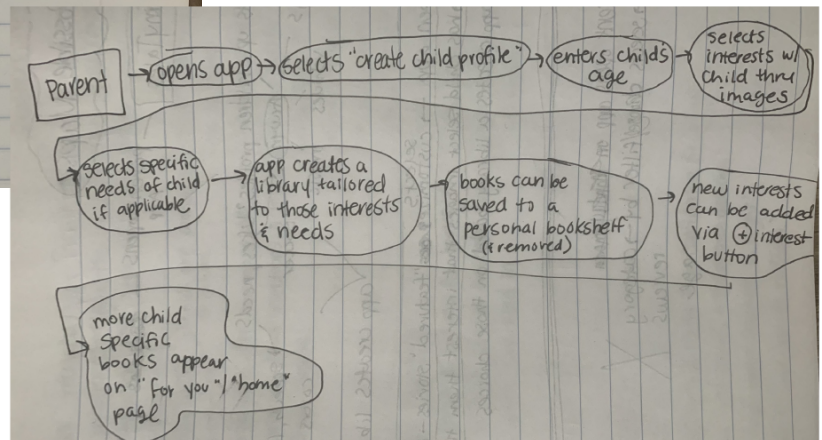 Parent
opens app
selects "create child profile"
enters child's
age
selects
interests w/
child thru
images
selects specific
needs of child
if applicable
app creates a
library tailored
to those interests
& needs
books can be
saved to a
personal bookshelf
(& removed)
new interests
can be added
via + interest
button
more child
specific
books appear
on "for you"/"home"
page